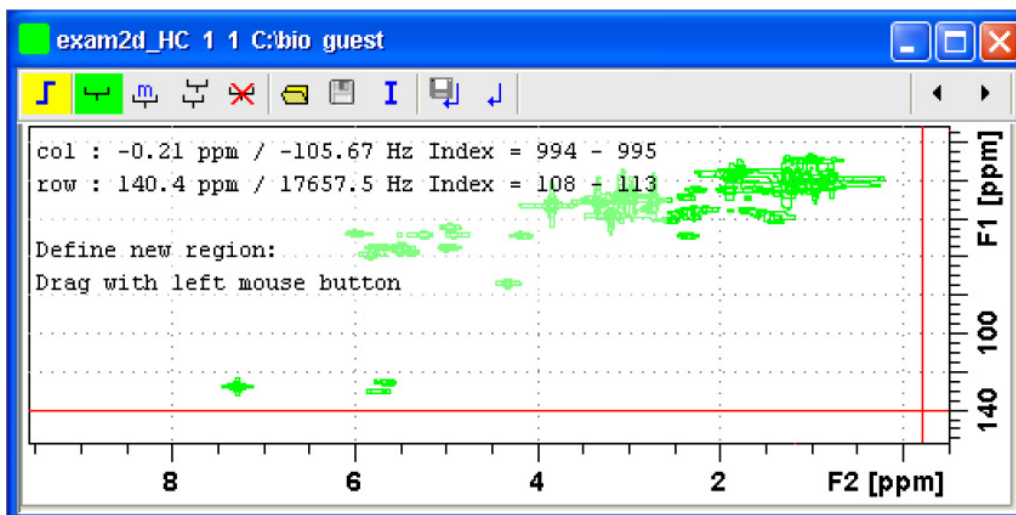 exam2d_HC 1 1 C:\bio guest
m
col : -0.21 ppm / -105.67 Hz Index = 994 - 995
row : 140.4 ppm / 17657.5 Hz Index = 108 - 113
Define new region:
Drag with left mouse button
F1 [ppm]
100
140
8 6 4 2 F2 [ppm]